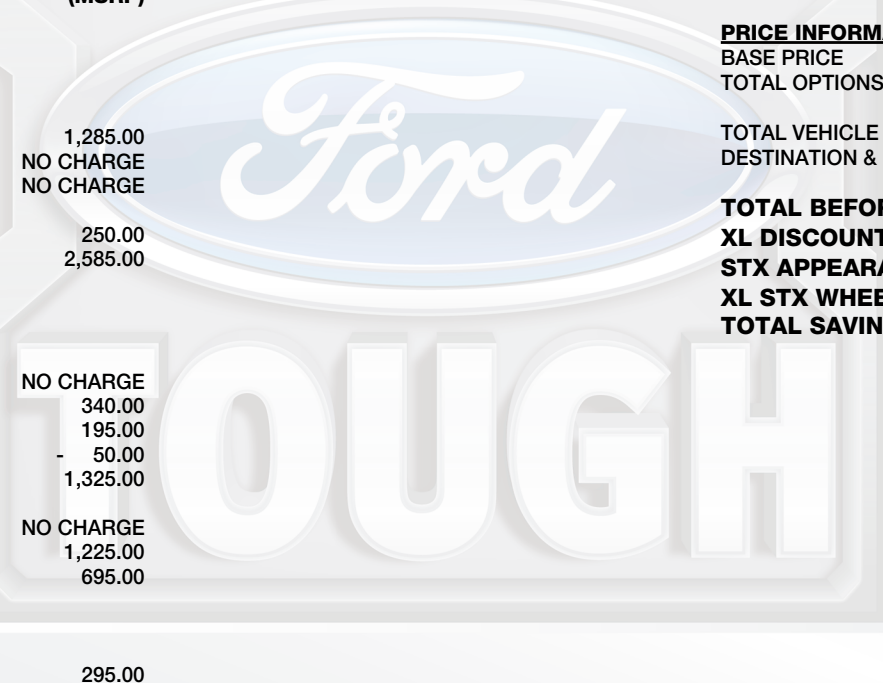 (MSRP)
1,285.00
NO CHARGE
NO CHARGE
250.00
2,585.00
NO CHARGE
340.00
195.00
- 50.00
1,325.00
NO CHARGE
1,225.00
695.00
295.00
Ford
TOUGH
PRICE INFORMA
BASE PRICE
TOTAL OPTIONS
TOTAL VEHICLE
DESTINATION &
TOTAL BEFOR
XL DISCOUNT
STX APPEARA
XL STX WHEE
TOTAL SAVIN